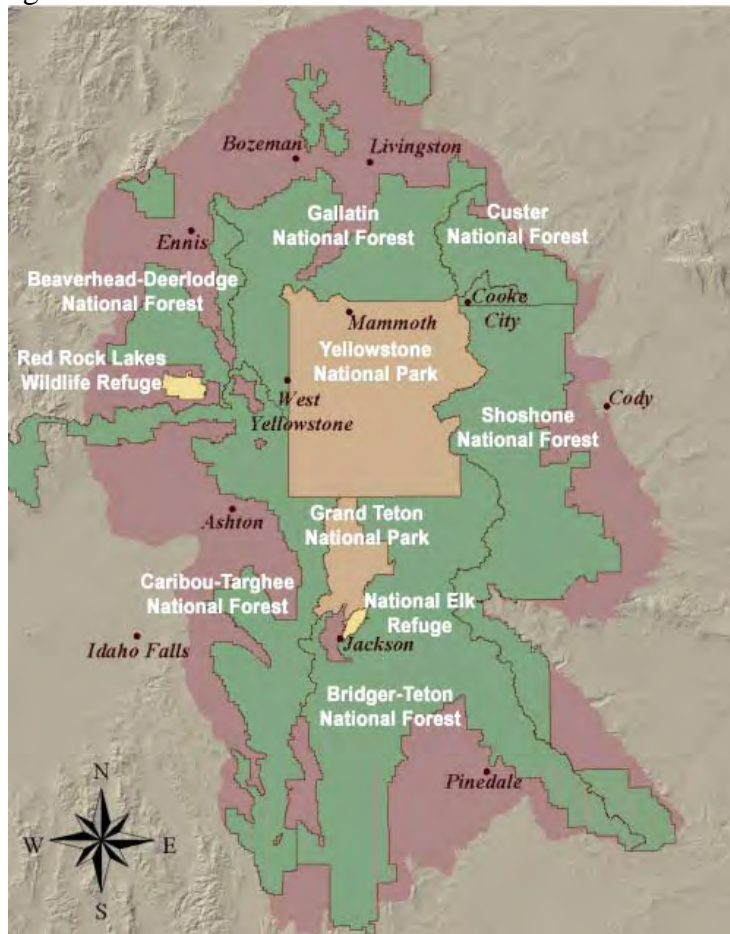 Bozeman
Livingston
Gallatin
National Forest
Custer
National Forest
Ennis
Beaverhead-Deerlodge
National Forest
Cooke
City
Mammoth
Yellowstone
National Park
Red Rock Lakes
Wildlife Refuge
West
Yellowstone
Cody
Shoshone
National Forest
Ashton
Grand Teton
National Park
Caribou-Targhee
National Forest
National Elk
Refuge
Idaho Falls
Jackson
Bridger-Teton
National Forest
Pinedale
N
W
E
S